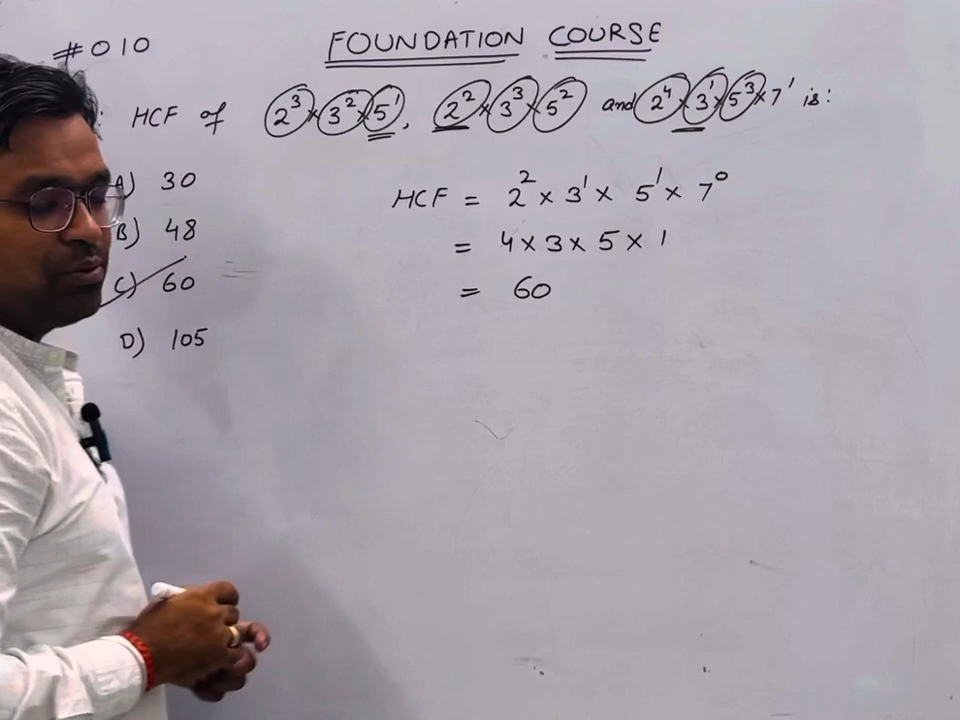 #010
FOUNDATION COURSE
: HCF of 2³×3²×5¹, 2²×3³×5² and 2⁴×3¹×5³×7¹ is:
A) 30
B) 48
C) 60
D) 105
HCF = 2²×3¹×5¹×7⁰
= 4×3×5×1
= 60